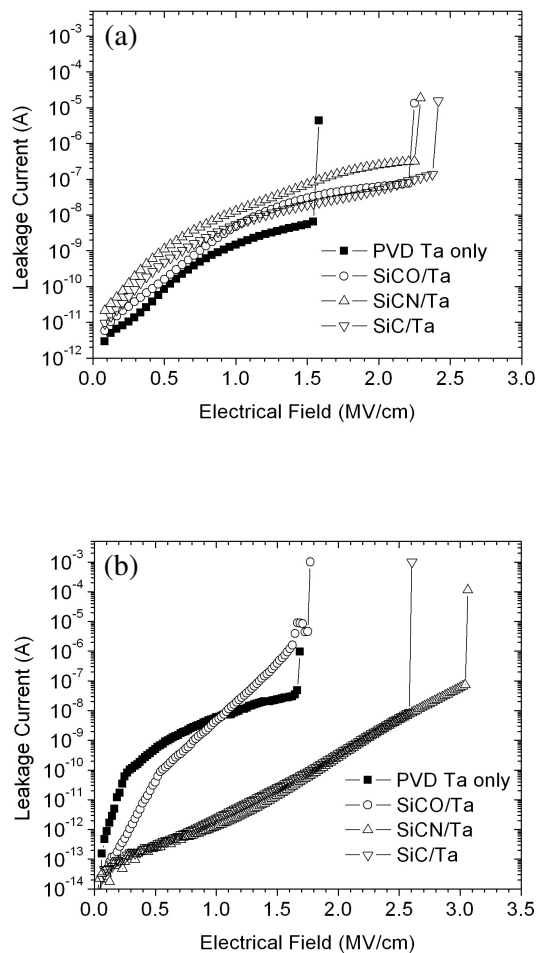 (a)
10-3
10-4
10-5
10-6
10-7
10-8
10-9
10-10
10-11
10-12
Leakage Current (A)
PVD Ta only
SiCO/Ta
SiCN/Ta
SiC/Ta
0.0 0.5 1.0 1.5 2.0 2.5 3.0
Electrical Field (MV/cm)
(b)
10-3
10-4
10-5
10-6
10-7
10-8
10-9
10-10
10-11
10-12
10-13
10-14
Leakage Current (A)
PVD Ta only
SiCO/Ta
SiCN/Ta
SiC/Ta
0.0 0.5 1.0 1.5 2.0 2.5 3.0 3.5
Electrical Field (MV/cm)